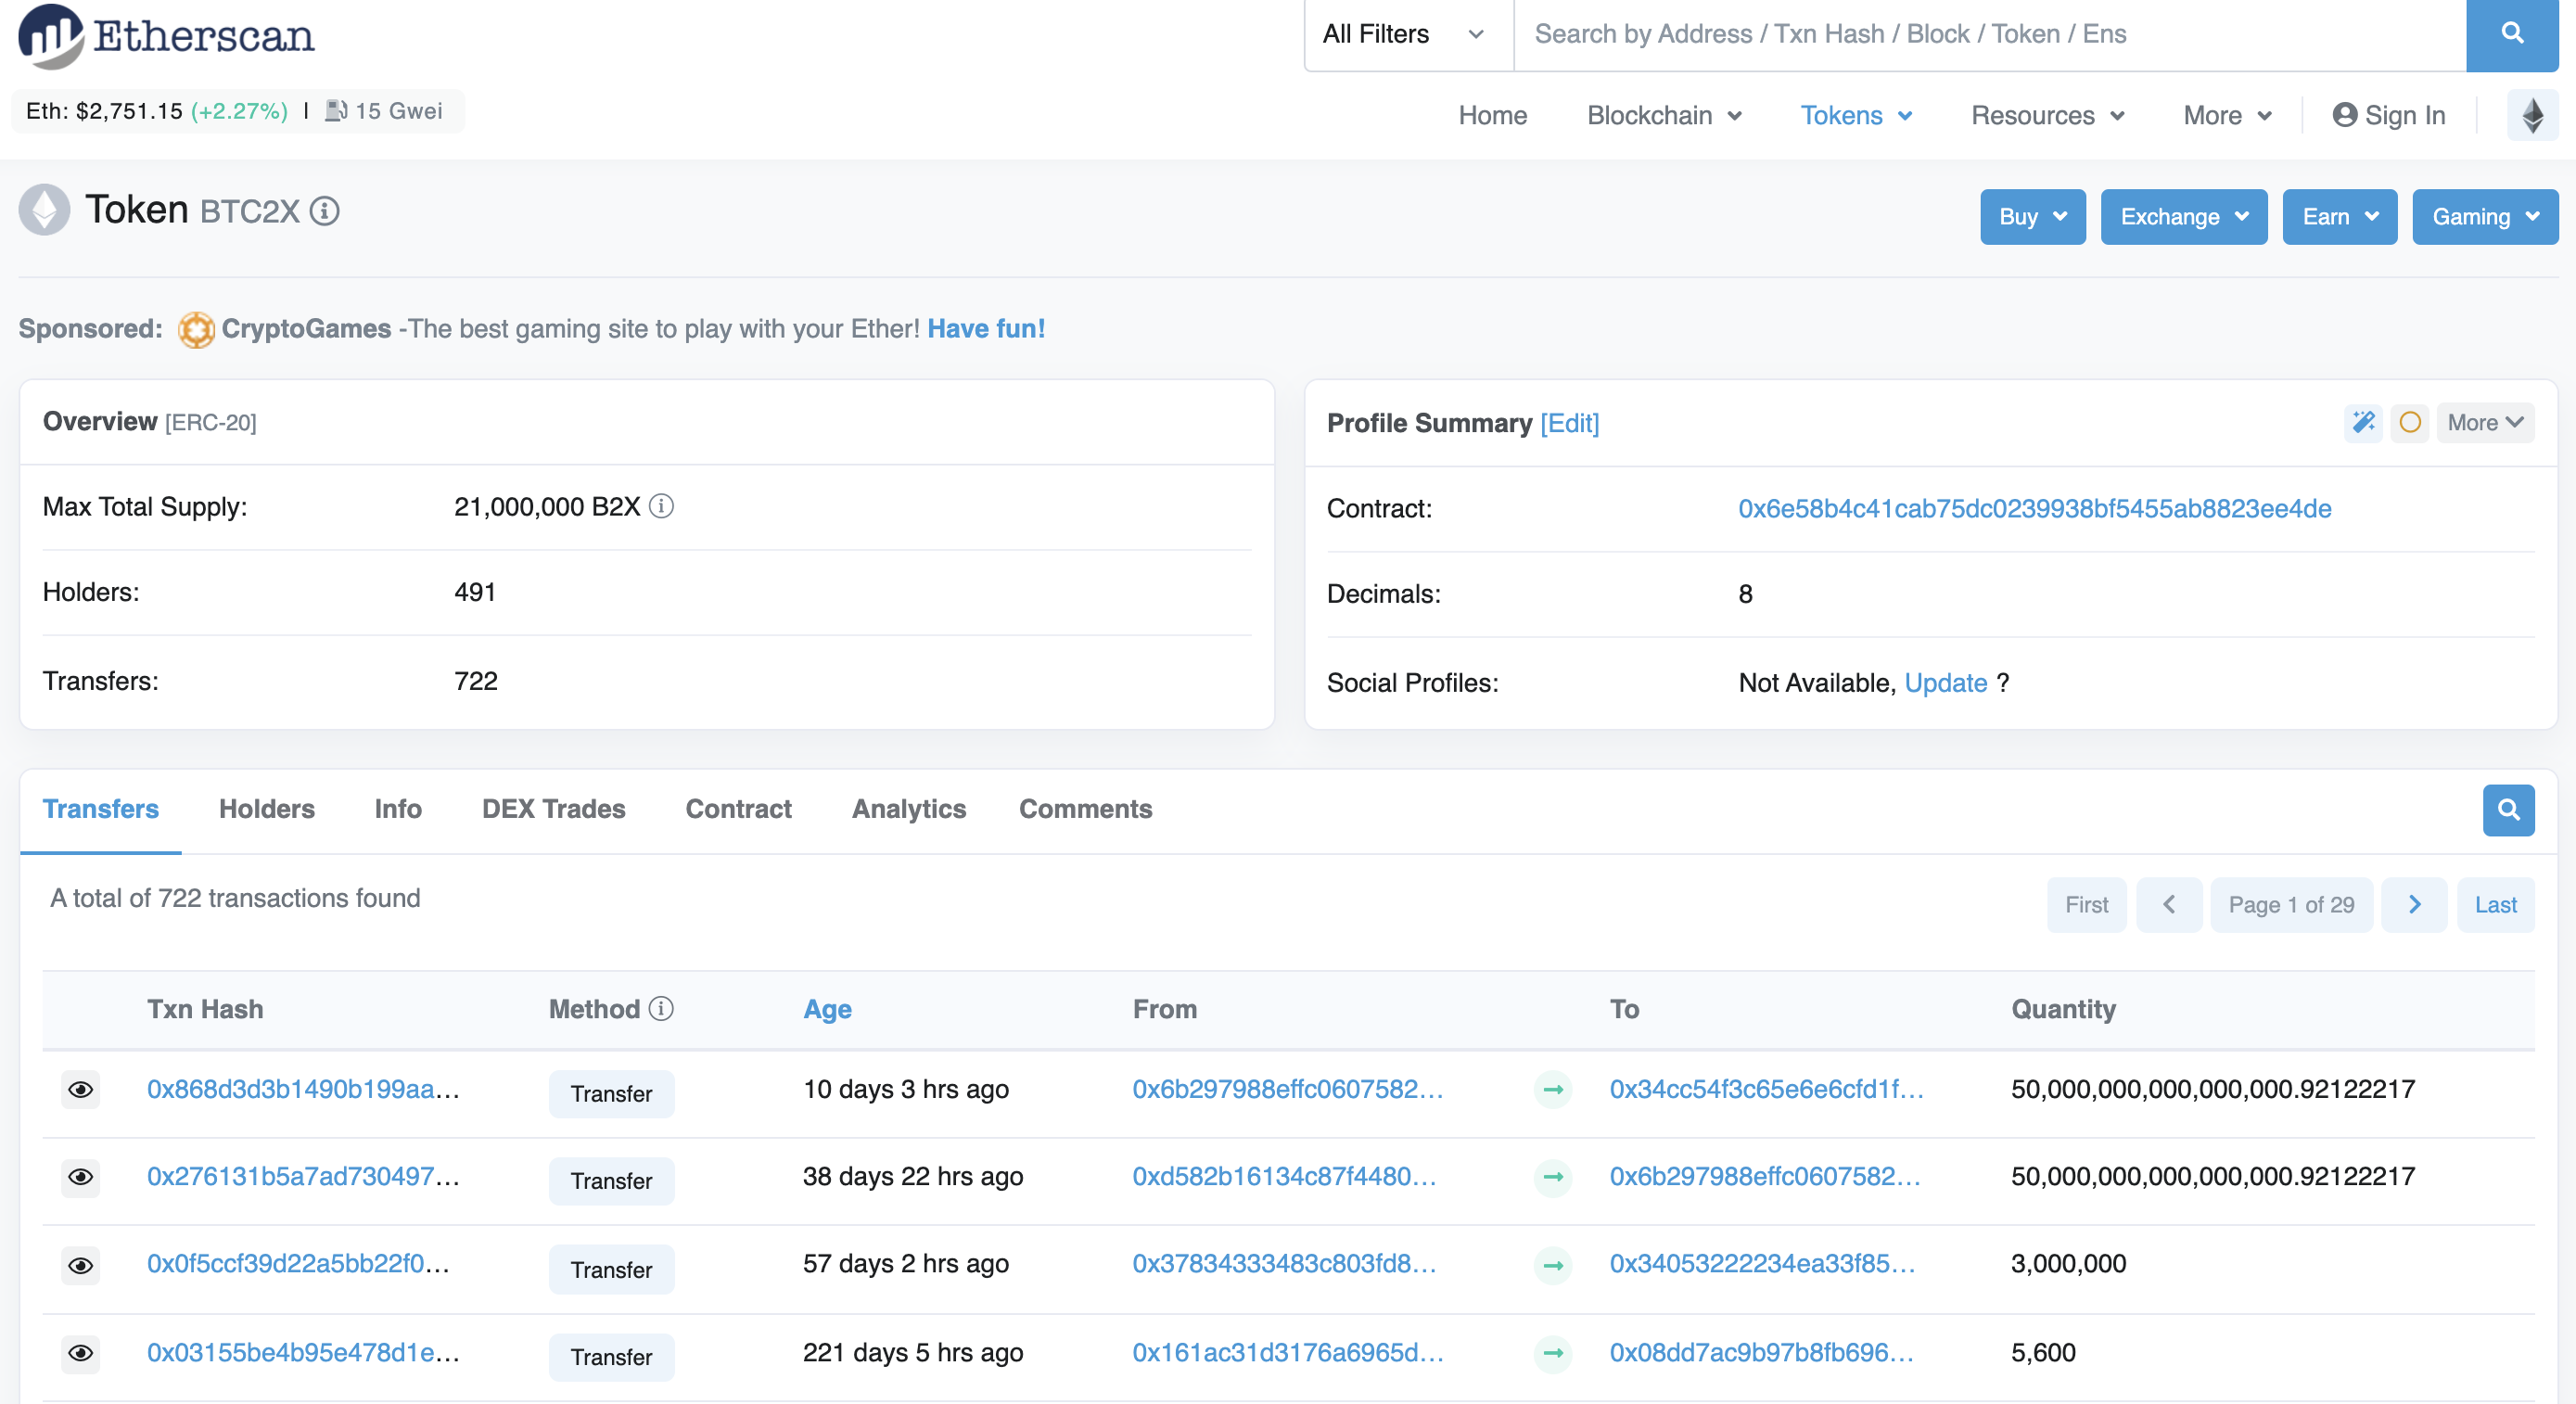 Etherscan
All Filters
Search by Address / Txn Hash / Block / Token / Ens
Eth: $2,751.15 (+2.27%) | 15 Gwei
Home Blockchain Tokens Resources More Sign In
Token BTC2X
Buy Exchange Earn Gaming
Sponsored: CryptoGames -The best gaming site to play with your Ether! Have fun!
Overview [ERC-20]
Max Total Supply: 21,000,000 B2X
Holders: 491
Transfers: 722
Profile Summary [Edit]
More
Contract: 0x6e58b4c41cab75dc0239938bf5455ab8823ee4de
Decimals: 8
Social Profiles: Not Available, Update ?
Transfers Holders Info DEX Trades Contract Analytics Comments
A total of 722 transactions found
First Page 1 of 29 Last
Txn Hash Method Age From To Quantity
0x868d3d3b1490b199aa... Transfer 10 days 3 hrs ago 0x6b297988effc0607582... 0x34cc54f3c65e6e6cfd1f... 50,000,000,000,000,000.92122217
0x276131b5a7ad730497... Transfer 38 days 22 hrs ago 0xd582b16134c87f4480... 0x6b297988effc0607582... 50,000,000,000,000,000.92122217
0x0f5ccf39d22a5bb22f0... Transfer 57 days 2 hrs ago 0x37834333483c803fd8... 0x34053222234ea33f85... 3,000,000
0x03155be4b95e478d1e... Transfer 221 days 5 hrs ago 0x161ac31d3176a6965d... 0x08dd7ac9b97b8fb696... 5,600